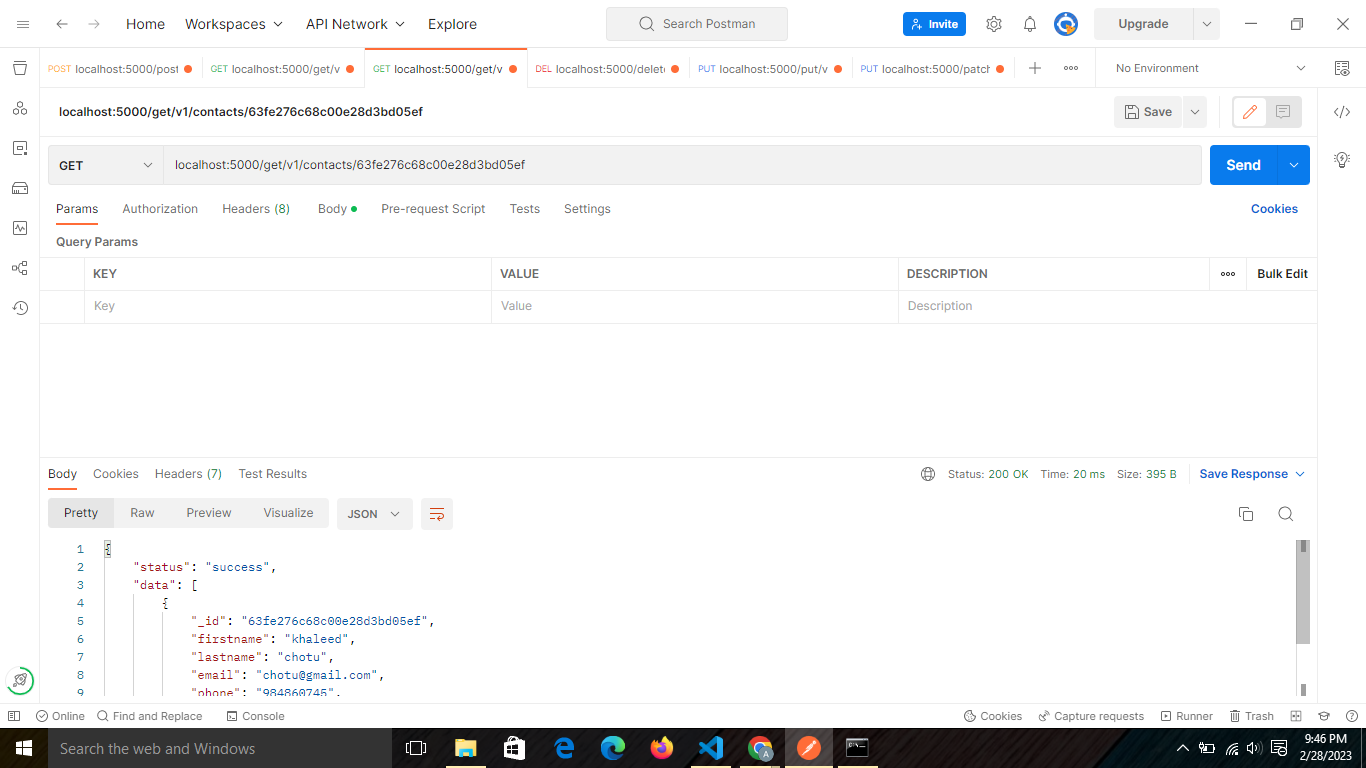 Home Workspaces API Network Explore Search Postman Invite Upgrade
POST localhost:5000/post GET localhost:5000/get/v GET localhost:5000/get/v DEL localhost:5000/delete PUT localhost:5000/put/v PUT localhost:5000/patch No Environment
localhost:5000/get/v1/contacts/63fe276c68c00e28d3bd05ef Save
GET localhost:5000/get/v1/contacts/63fe276c68c00e28d3bd05ef Send
Params Authorization Headers (8) Body Pre-request Script Tests Settings Cookies
Query Params
KEY VALUE DESCRIPTION Bulk Edit
Key Value Description
Body Cookies Headers (7) Test Results Status: 200 OK Time: 20 ms Size: 395 B Save Response
Pretty Raw Preview Visualize JSON
1 {
2 "status": "success",
3 "data": [
4 {
5 "_id": "63fe276c68c00e28d3bd05ef",
6 "firstname": "khaleed",
7 "lastname": "chotu",
8 "email": "chotu@gmail.com",
9 "phone": "984860745",
Online Find and Replace Console Cookies Capture requests Runner Trash
Search the web and Windows
9:46 PM
2/28/2023